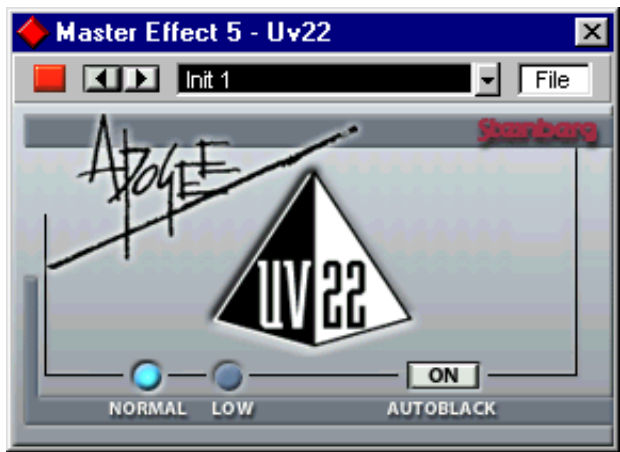 Master Effect 5 - Uv22
Init 1
File
Steinberg
APOGEE
UV 22
ON
NORMAL LOW AUTOBLACK